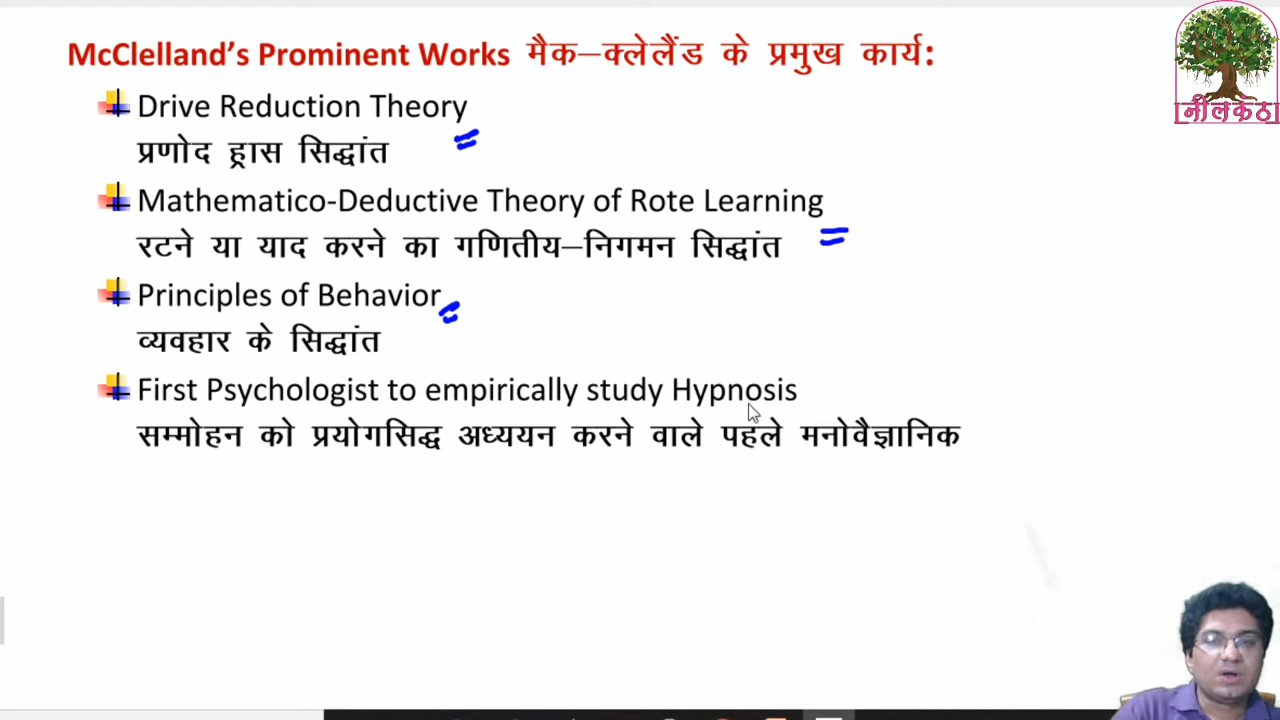 McClelland's Prominent Works मैक–क्लेलैंड के प्रमुख कार्य:
नीलकंठा
Drive Reduction Theory
प्रणोद ह्रास सिद्धांत
Mathematico-Deductive Theory of Rote Learning
रटने या याद करने का गणितीय–निगमन सिद्धांत
Principles of Behavior
व्यवहार के सिद्धांत
First Psychologist to empirically study Hypnosis
सम्मोहन को प्रयोगसिद्ध अध्ययन करने वाले पहले मनोवैज्ञानिक